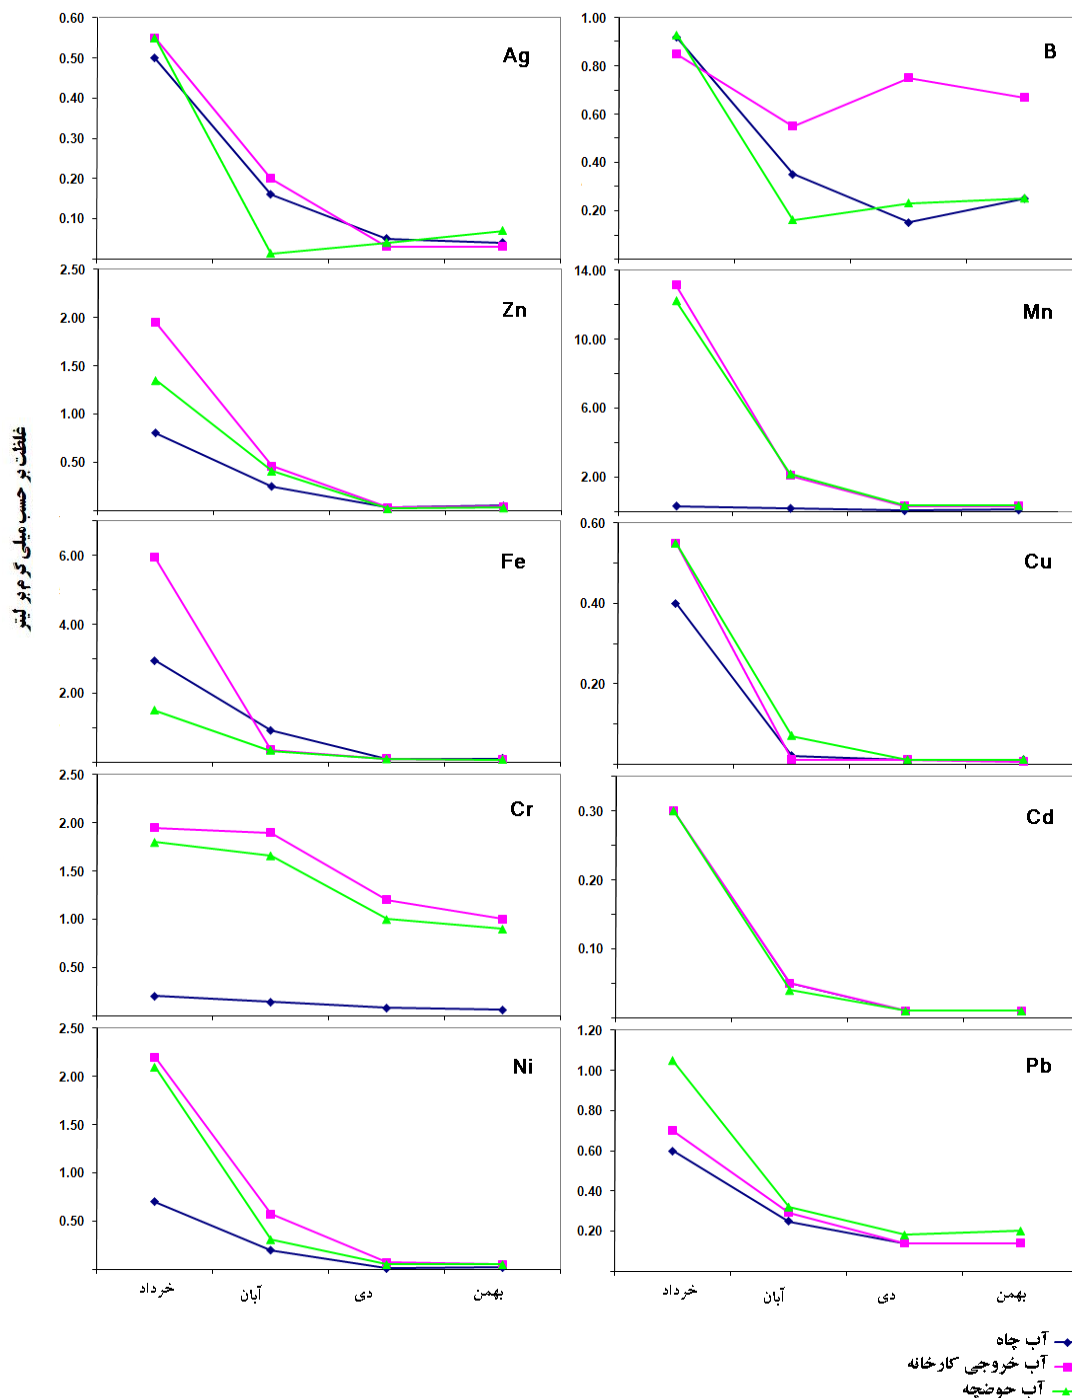 0.60
0.50
0.40
0.30
0.20
0.10
Ag
1.00
0.80
0.60
0.40
0.20
B
2.50
2.00
1.50
1.00
0.50
Zn
14.00
10.00
6.00
2.00
Mn
غلظت بر حسب میلی گرم بر لیتر
6.00
4.00
2.00
Fe
0.60
0.40
0.20
Cu
2.50
2.00
1.50
1.00
0.50
Cr
0.30
0.20
0.10
Cd
2.50
2.00
1.50
1.00
0.50
Ni
1.20
1.00
0.80
0.60
0.40
0.20
Pb
خرداد آبان دی بهمن
خرداد آبان دی بهمن
آب چاه
آب خروجی کارخانه
آب حوضچه